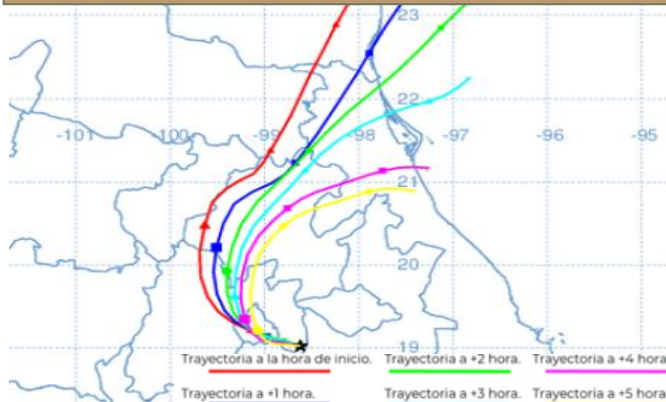 23
22
-101 -100 -99 -98 -97 -96 -95
21
20
19
Trayectoria a la hora de inicio. Trayectoria a +2 hora. Trayectoria a +4 hora
Trayectoria a +1 hora. Trayectoria a +3 hora. Trayectoria a +5 hora.